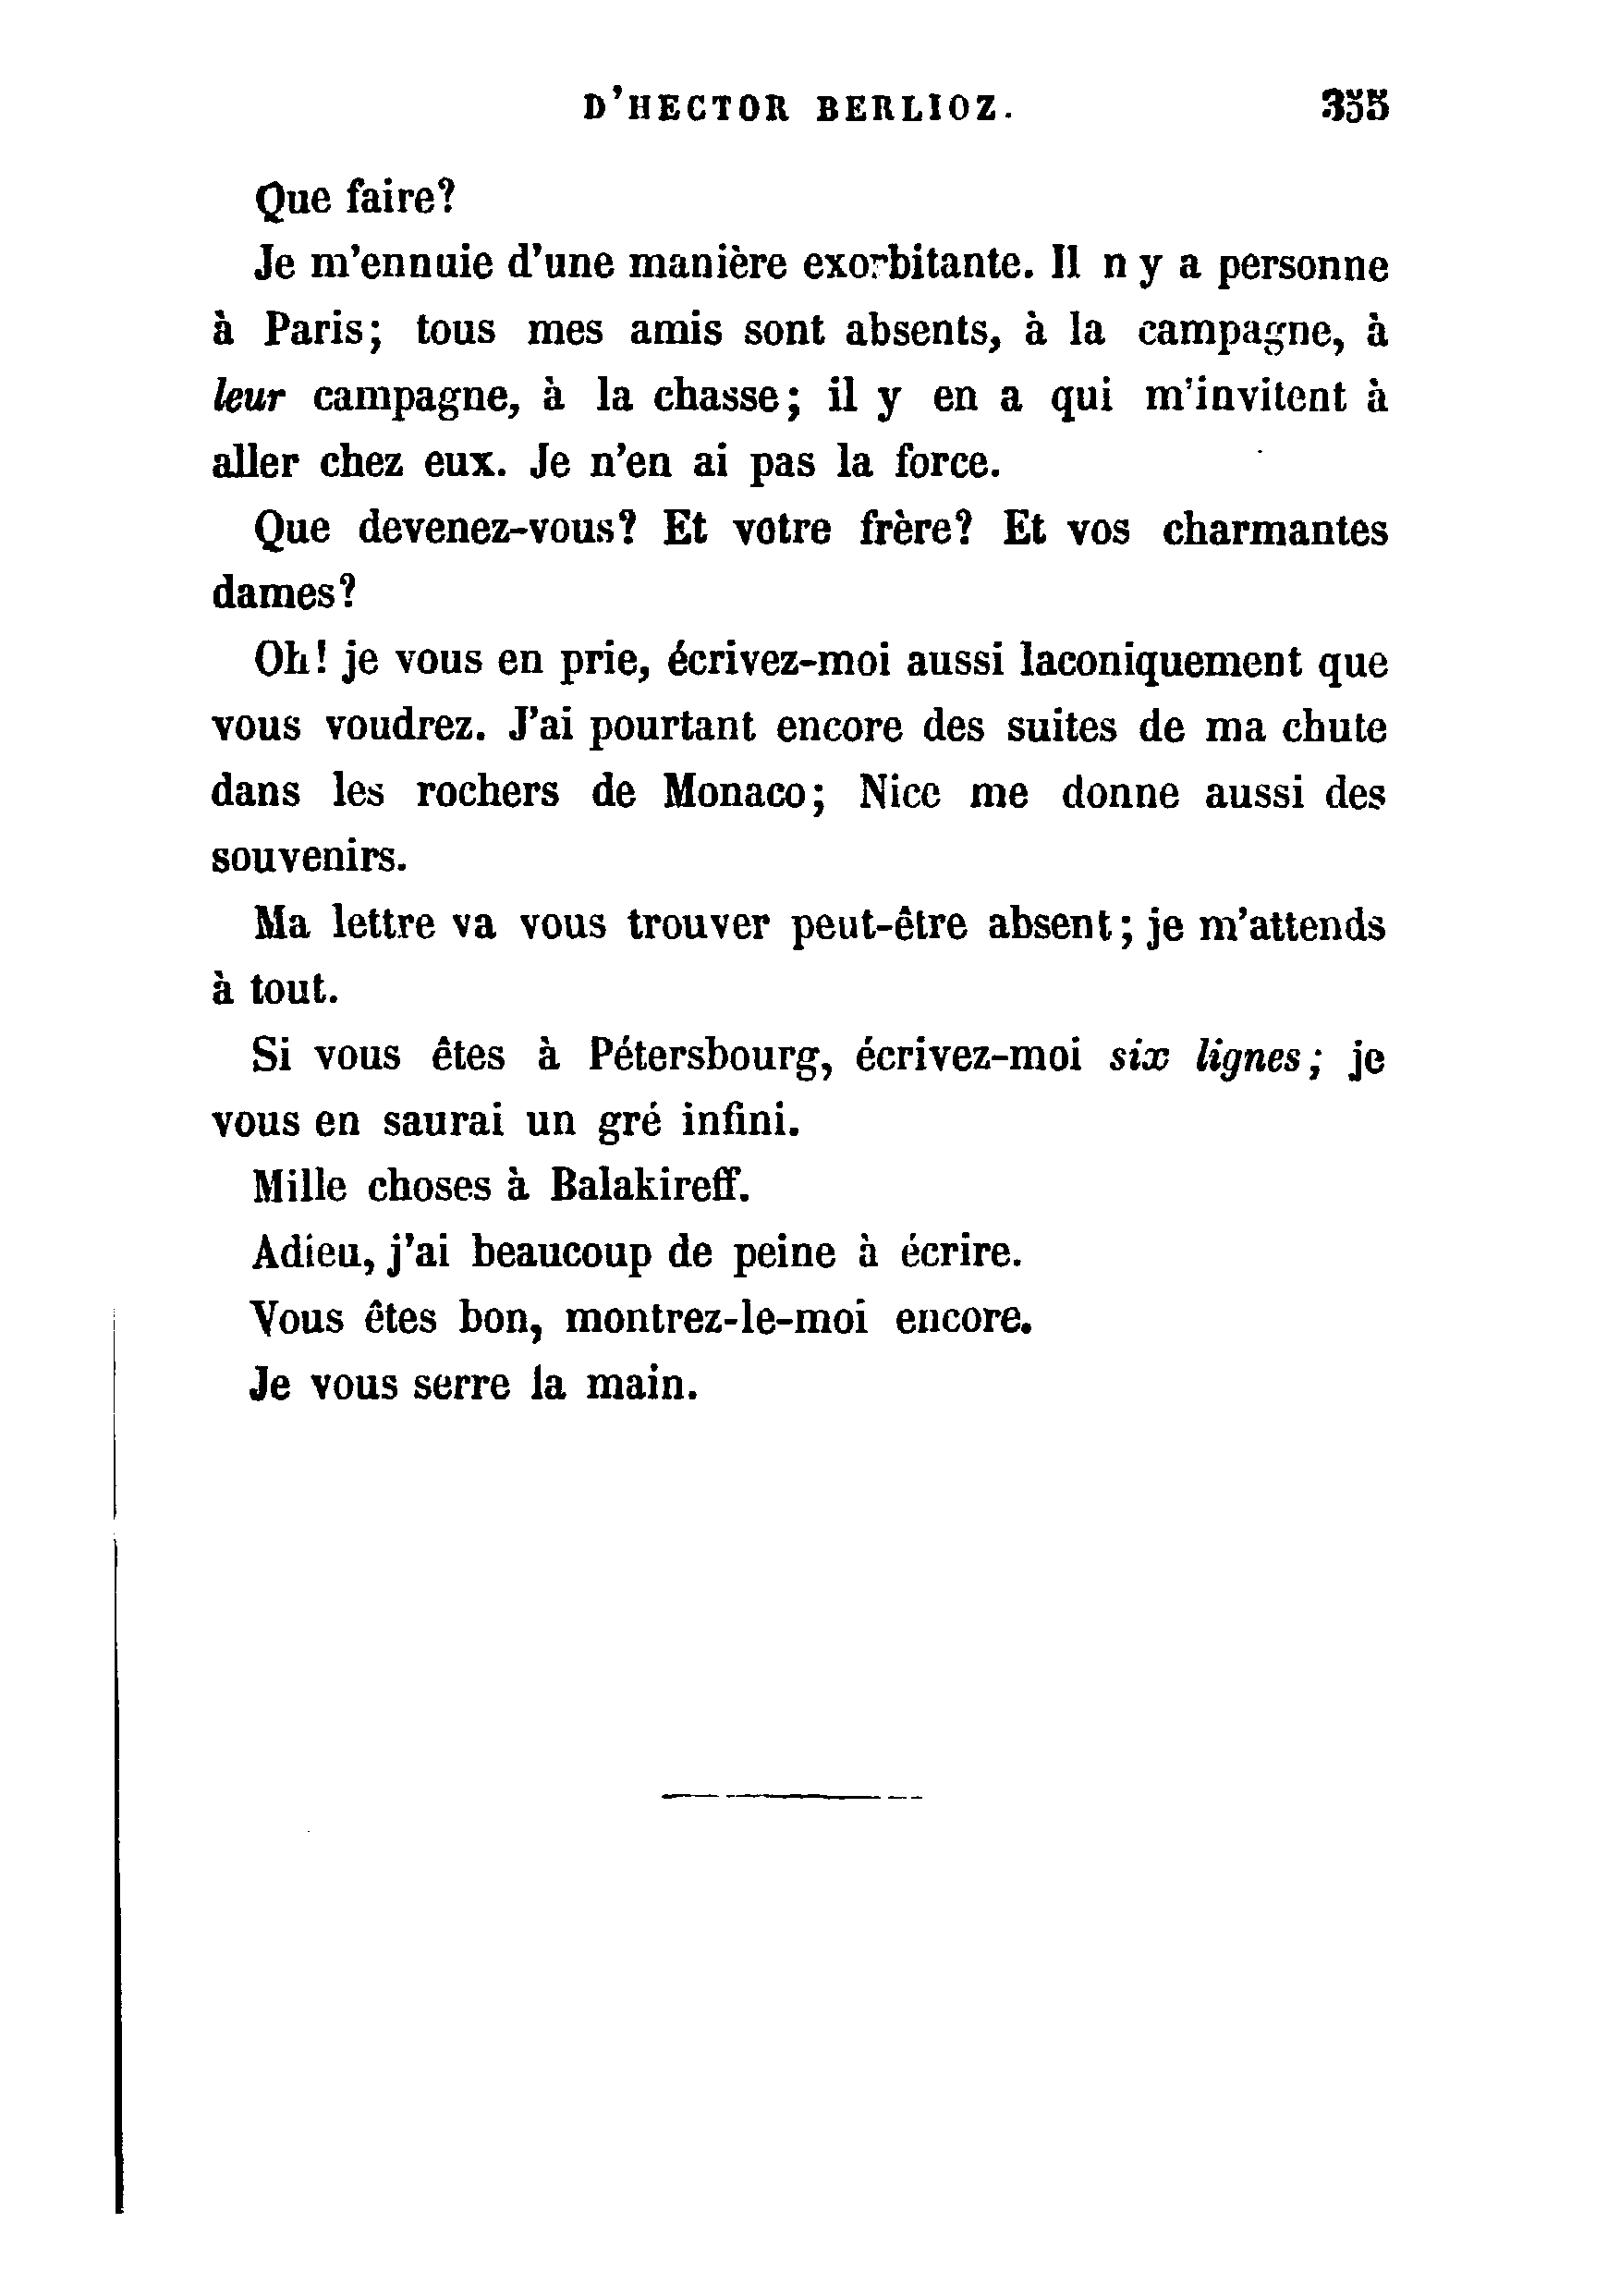 D'HECTOR BERLIOZ. 355
Que faire?
Je m'ennuie d'une manière exorbitante. Il n y a personne
à Paris; tous mes amis sont absents, à la campagne, à
leur campagne, à la chasse; il y en a qui m'invitent à
aller chez eux. Je n'en ai pas la force.
Que devenez-vous? Et votre frère? Et vos charmantes
dames?
Oh! je vous en prie, écrivez-moi aussi laconiquement que
vous voudrez. J'ai pourtant encore des suites de ma chute
dans les rochers de Monaco; Nice me donne aussi des
souvenirs.
Ma lettre va vous trouver peut-être absent; je m'attends
à tout.
Si vous êtes à Pétersbourg, écrivez-moi six lignes; je
vous en saurai un gré infini.
Mille choses à Balakireff.
Adieu, j'ai beaucoup de peine à écrire.
Vous êtes bon, montrez-le-moi encore.
Je vous serre la main.